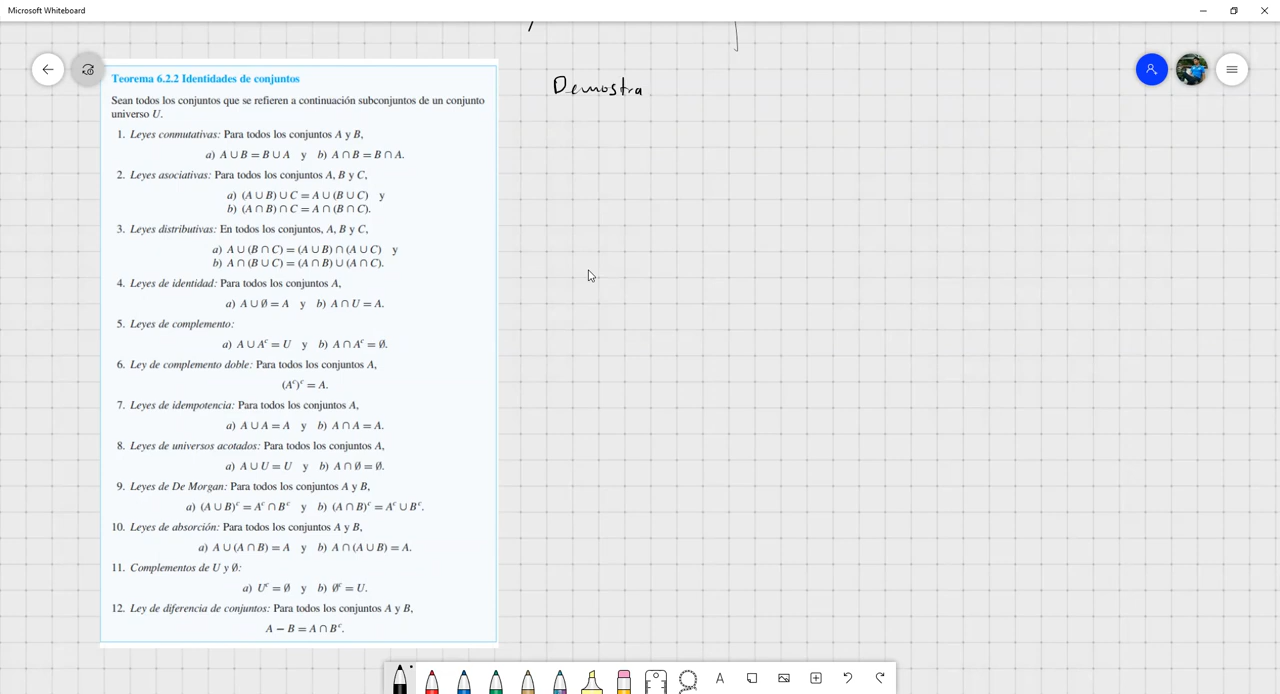 Microsoft Whiteboard
Teorema 6.2.2 Identidades de conjuntos
Sean todos los conjuntos que se refieren a continuación subconjuntos de un conjunto
universo U.
1. Leyes conmutativas: Para todos los conjuntos A y B,
a) A ∪ B = B ∪ A y b) A ∩ B = B ∩ A.
2. Leyes asociativas: Para todos los conjuntos A, B y C,
a) (A ∪ B) ∪ C = A ∪ (B ∪ C) y
b) (A ∩ B) ∩ C = A ∩ (B ∩ C).
3. Leyes distributivas: En todos los conjuntos, A, B y C,
a) A ∪ (B ∩ C) = (A ∪ B) ∩ (A ∪ C) y
b) A ∩ (B ∪ C) = (A ∩ B) ∪ (A ∩ C).
4. Leyes de identidad: Para todos los conjuntos A,
a) A ∪ ∅ = A y b) A ∩ U = A.
5. Leyes de complemento:
a) A ∪ Aᶜ = U y b) A ∩ Aᶜ = ∅.
6. Ley de complemento doble: Para todos los conjuntos A,
(Aᶜ)ᶜ = A.
7. Leyes de idempotencia: Para todos los conjuntos A,
a) A ∪ A = A y b) A ∩ A = A.
8. Leyes de universos acotados: Para todos los conjuntos A,
a) A ∪ U = U y b) A ∩ ∅ = ∅.
9. Leyes de De Morgan: Para todos los conjuntos A y B,
a) (A ∪ B)ᶜ = Aᶜ ∩ Bᶜ y b) (A ∩ B)ᶜ = Aᶜ ∪ Bᶜ.
10. Leyes de absorción: Para todos los conjuntos A y B,
a) A ∪ (A ∩ B) = A y b) A ∩ (A ∪ B) = A.
11. Complementos de U y ∅:
a) Uᶜ = ∅ y b) ∅ᶜ = U.
12. Ley de diferencia de conjuntos: Para todos los conjuntos A y B,
A − B = A ∩ Bᶜ.
Demostra
A